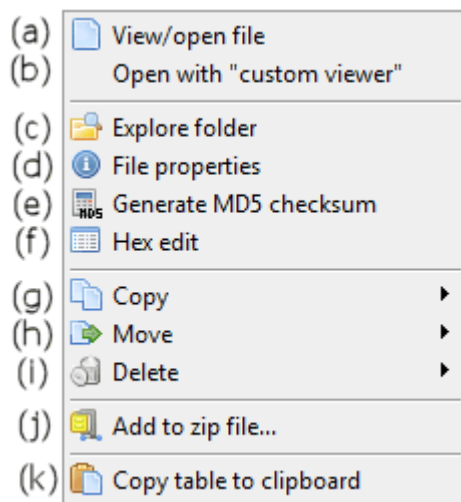 (a) View/open file
(b) Open with "custom viewer"
(c) Explore folder
(d) File properties
(e) MD5 Generate MD5 checksum
(f) Hex edit
(g) Copy
(h) Move
(i) Delete
(j) Add to zip file...
(k) Copy table to clipboard